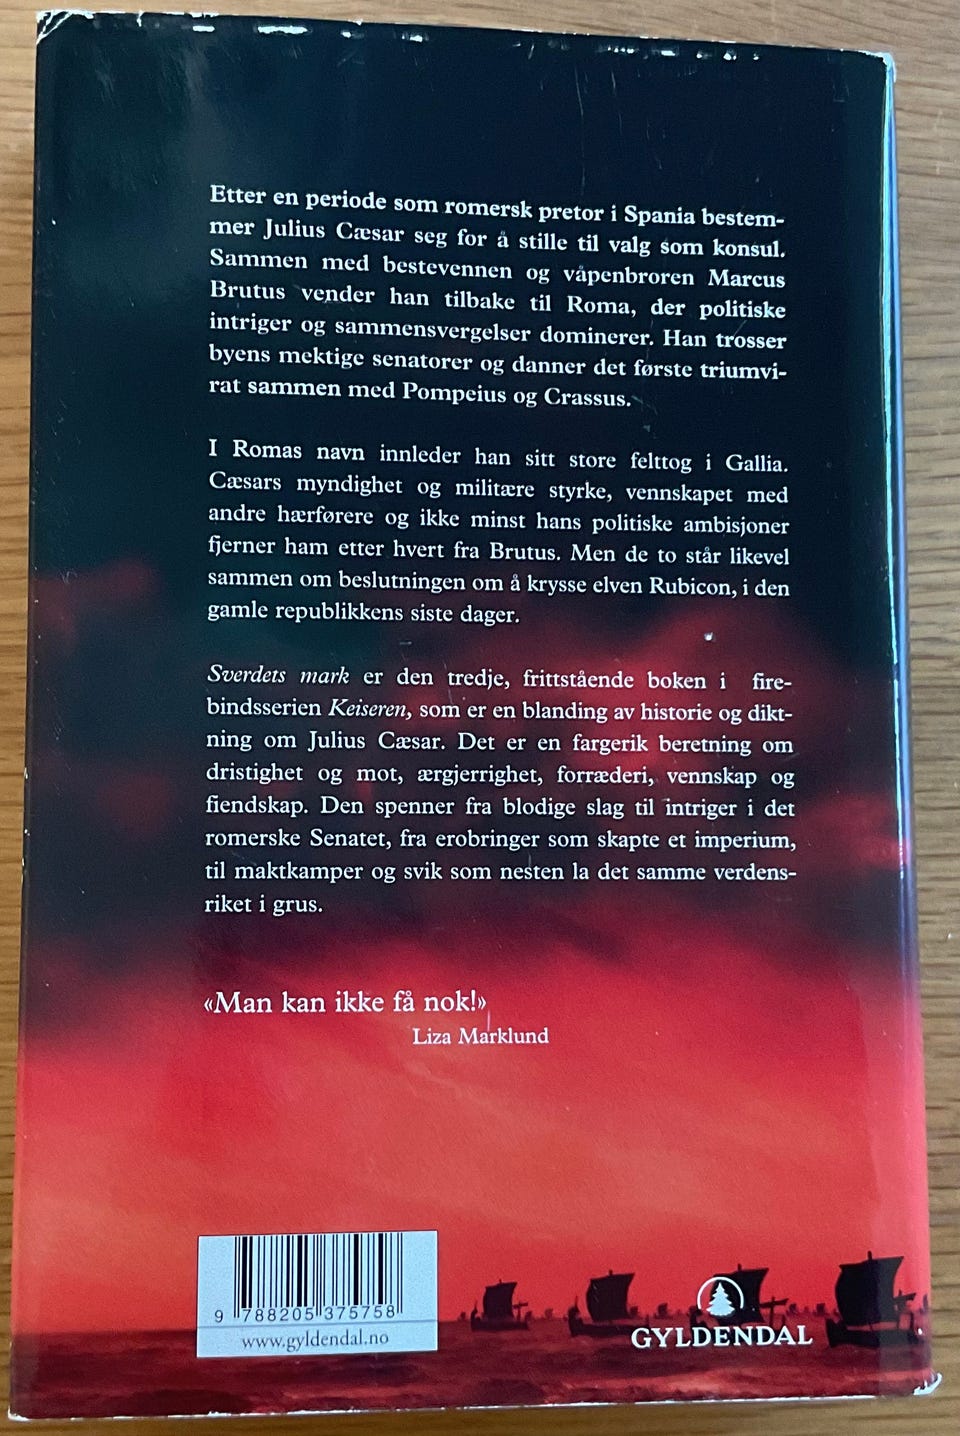 Etter en periode som romersk pretor i Spania bestem-
mer Julius Cæsar seg for å stille til valg som konsul.
Sammen med bestevennen og våpenbroren Marcus
Brutus vender han tilbake til Roma, der politiske
intriger og sammensvergelser dominerer. Han trosser
byens mektige senatorer og danner det første triumvi-
rat sammen med Pompeius og Crassus.
I Romas navn innleder han sitt store felttog i Gallia.
Cæsars myndighet og militære styrke, vennskapet med
andre hærførere og ikke minst hans politiske ambisjoner
fjerner ham etter hvert fra Brutus. Men de to står likevel
sammen om beslutningen om å krysse elven Rubicon, i den
gamle republikkens siste dager.
Sverdets mark er den tredje, frittstående boken i fire-
bindsserien Keiseren, som er en blanding av historie og dikt-
ning om Julius Cæsar. Det er en fargerik beretning om
dristighet og mot, ærgjerrighet, forræderi, vennskap og
fiendskap. Den spenner fra blodige slag til intriger i det
romerske Senatet, fra erobringer som skapte et imperium,
til maktkamper og svik som nesten la det samme verdens-
riket i grus.
«Man kan ikke få nok!»
Liza Marklund
9 788205 375758
www.gyldendal.no
GYLDENDAL